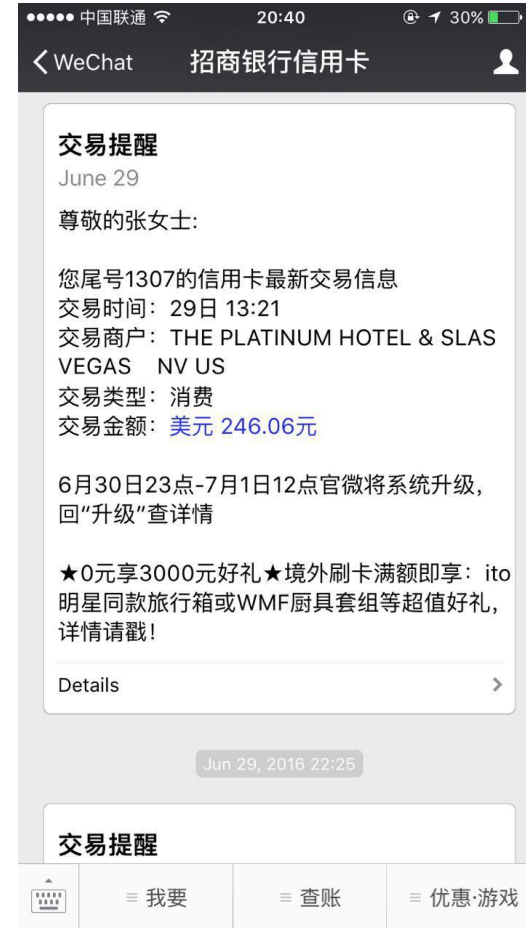 中国联通 20:40 30%
WeChat 招商银行信用卡
交易提醒
June 29
尊敬的张女士:
您尾号1307的信用卡最新交易信息
交易时间：29日 13:21
交易商户：THE PLATINUM HOTEL & SLAS
VEGAS NV US
交易类型：消费
交易金额：美元 246.06元
6月30日23点-7月1日12点官微将系统升级，
回“升级”查详情
★0元享3000元好礼★境外刷卡满额即享：ito
明星同款旅行箱或WMF厨具套组等超值好礼，
详情请戳！
Details
Jun 29, 2016 22:25
交易提醒
我要 查账 优惠·游戏